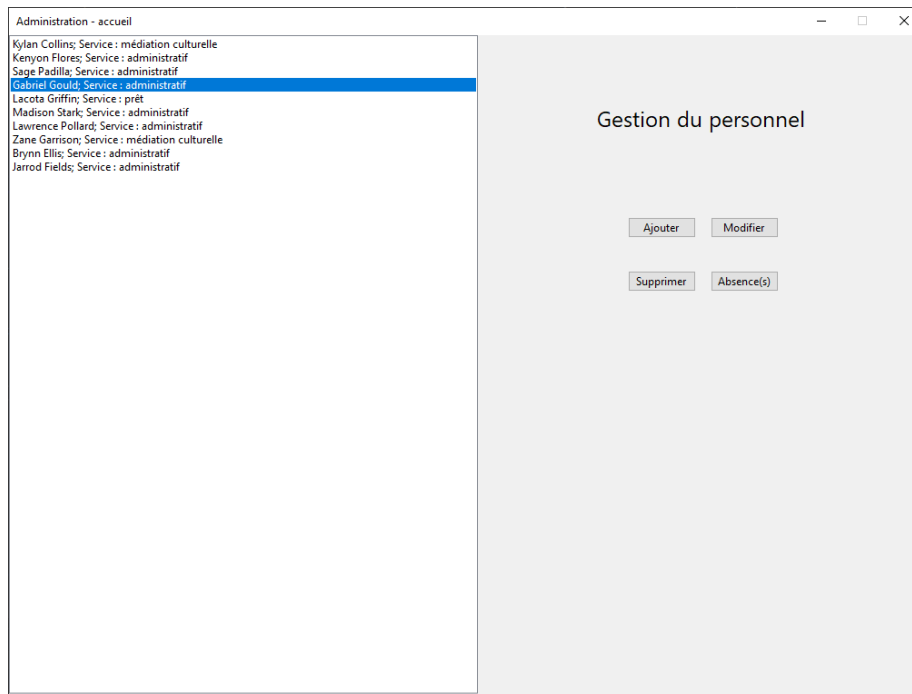 Administration - accueil
Kylan Collins; Service : médiation culturelle
Kenyon Flores; Service : administratif
Sage Padilla; Service : administratif
Gabriel Gould; Service : administratif
Lacota Griffin; Service : prêt
Madison Stark; Service : administratif
Lawrence Pollard; Service : administratif
Zane Garrison; Service : médiation culturelle
Brynn Ellis; Service : administratif
Jarrod Fields; Service : administratif
Gestion du personnel
Ajouter Modifier
Supprimer Absence(s)